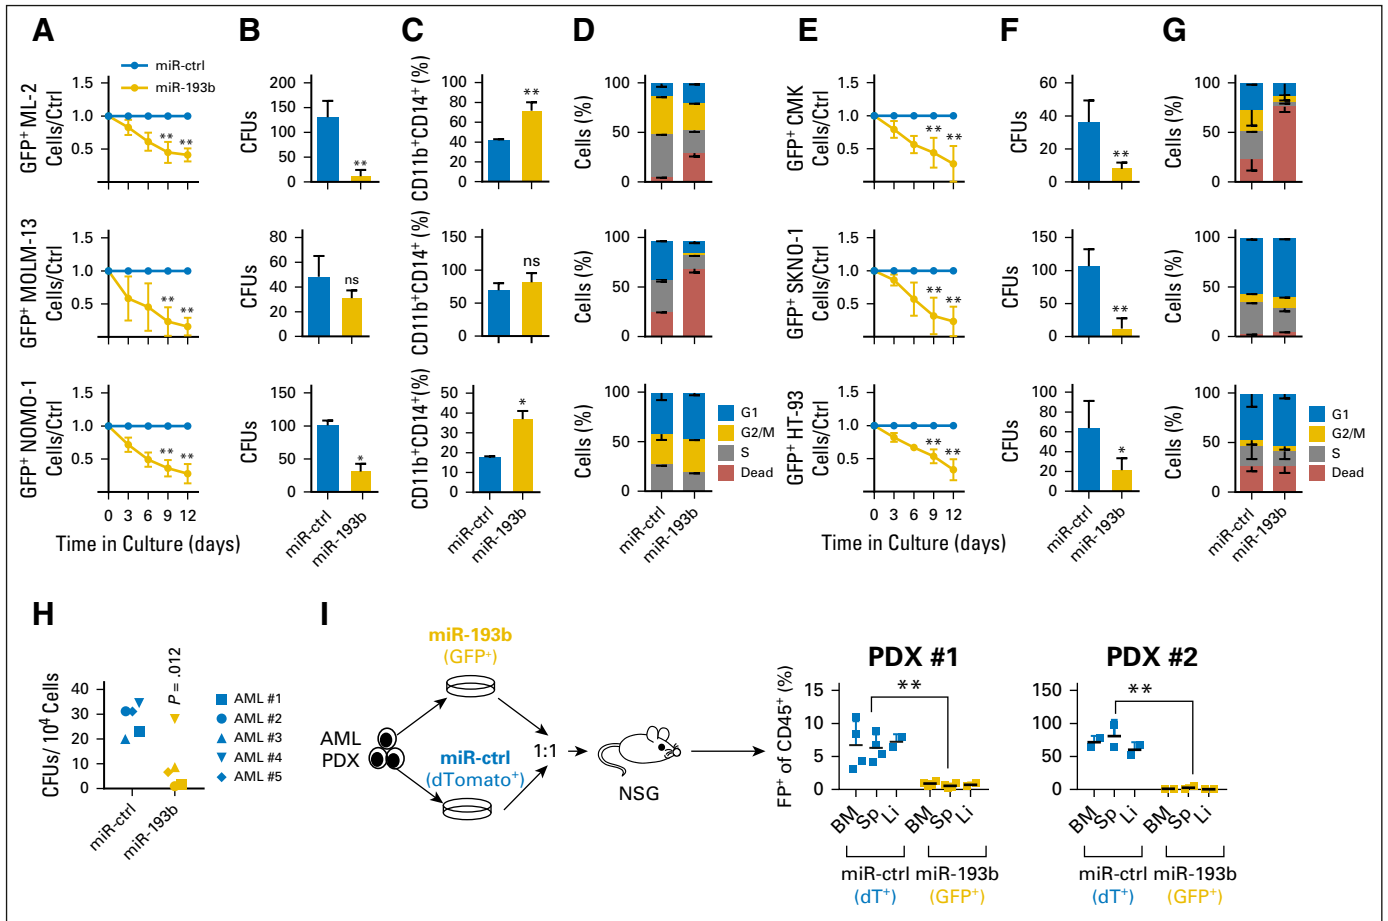 A
B
C
D
E
F
G
miR-ctrl
miR-193b
GFP⁺ ML-2
Cells/Ctrl
1.5
1.0
0.5
CFUs
200
150
100
50
0
**
**
**
CD11b⁺CD14⁺ (%)
100
80
60
40
20
0
**
Cells (%)
100
50
0
GFP⁺ CMK
Cells/Ctrl
1.5
1.0
0.5
**
**
CFUs
60
40
20
0
**
Cells (%)
100
50
0
GFP⁺ MOLM-13
Cells/Ctrl
1.5
1.0
0.5
**
**
CFUs
80
60
40
20
0
ns
CD11b⁺CD14⁺ (%)
150
100
50
0
ns
Cells (%)
100
50
0
GFP⁺ SKNO-1
Cells/Ctrl
1.5
1.0
0.5
**
**
CFUs
150
100
50
0
**
Cells (%)
100
50
0
GFP⁺ NOMO-1
Cells/Ctrl
1.5
1.0
0.5
**
**
0 3 6 9 12
Time in Culture (days)
CFUs
150
100
50
0
*
miR-ctrl
miR-193b
CD11b⁺CD14⁺ (%)
50
40
30
20
10
0
*
miR-ctrl
miR-193b
Cells (%)
100
50
0
miR-ctrl
miR-193b
G1
G2/M
S
Dead
GFP⁺ HT-93
Cells/Ctrl
1.5
1.0
0.5
**
**
0 3 6 9 12
Time in Culture (days)
CFUs
100
80
60
40
20
0
*
miR-ctrl
miR-193b
Cells (%)
100
50
0
miR-ctrl
miR-193b
G1
G2/M
S
Dead
H
CFUs/ 10⁴ Cells
40
30
20
10
0
P = .012
miR-ctrl
miR-193b
AML #1
AML #2
AML #3
AML #4
AML #5
I
AML
PDX
miR-193b
(GFP⁺)
miR-ctrl
(dTomato⁺)
1:1
NSG
PDX #1
FP⁺ of CD45⁺ (%)
15
10
5
0
**
BM Sp Li BM Sp Li
miR-ctrl
(dT⁺)
miR-193b
(GFP⁺)
PDX #2
150
100
50
0
**
BM Sp Li BM Sp Li
miR-ctrl
(dT⁺)
miR-193b
(GFP⁺)